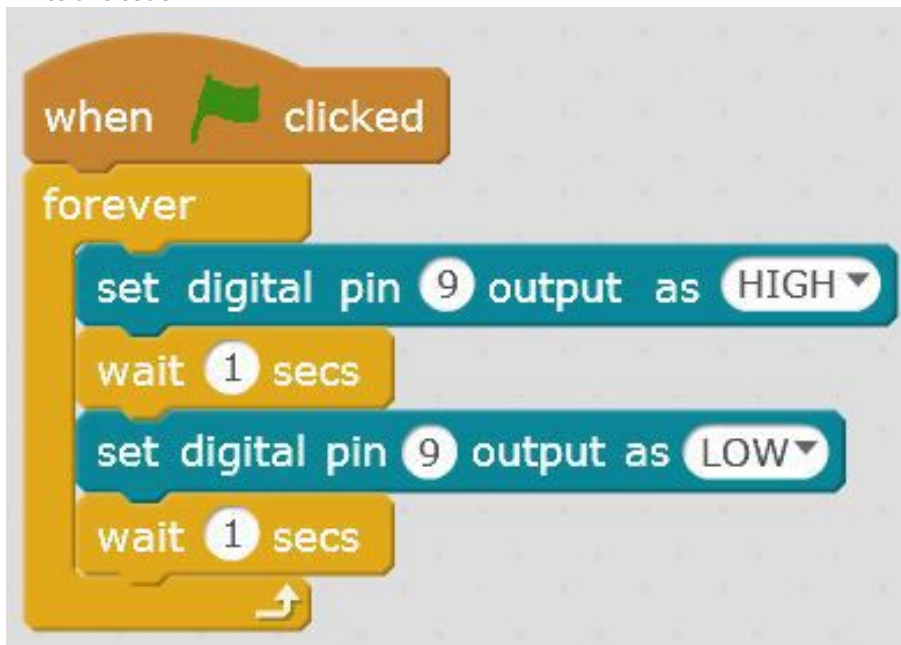 when clicked
forever
set digital pin 9 output as HIGH
wait 1 secs
set digital pin 9 output as LOW
wait 1 secs